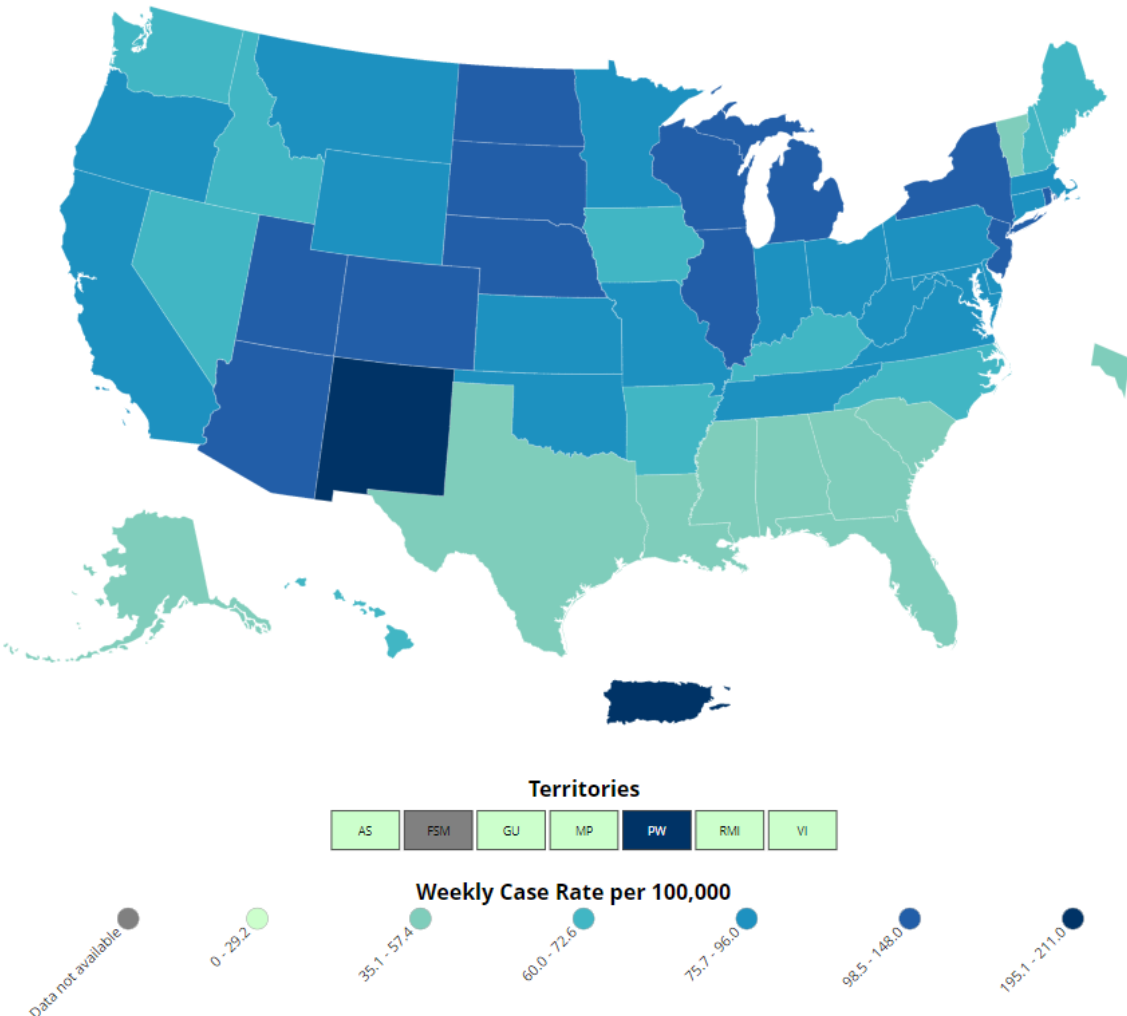 Territories
AS FSM GU MP PW RMI VI
Weekly Case Rate per 100,000
Data not available 0 - 29.2 35.1 - 57.4 60.0 - 72.6 75.7 - 96.0 98.5 - 148.0 195.1 - 211.0